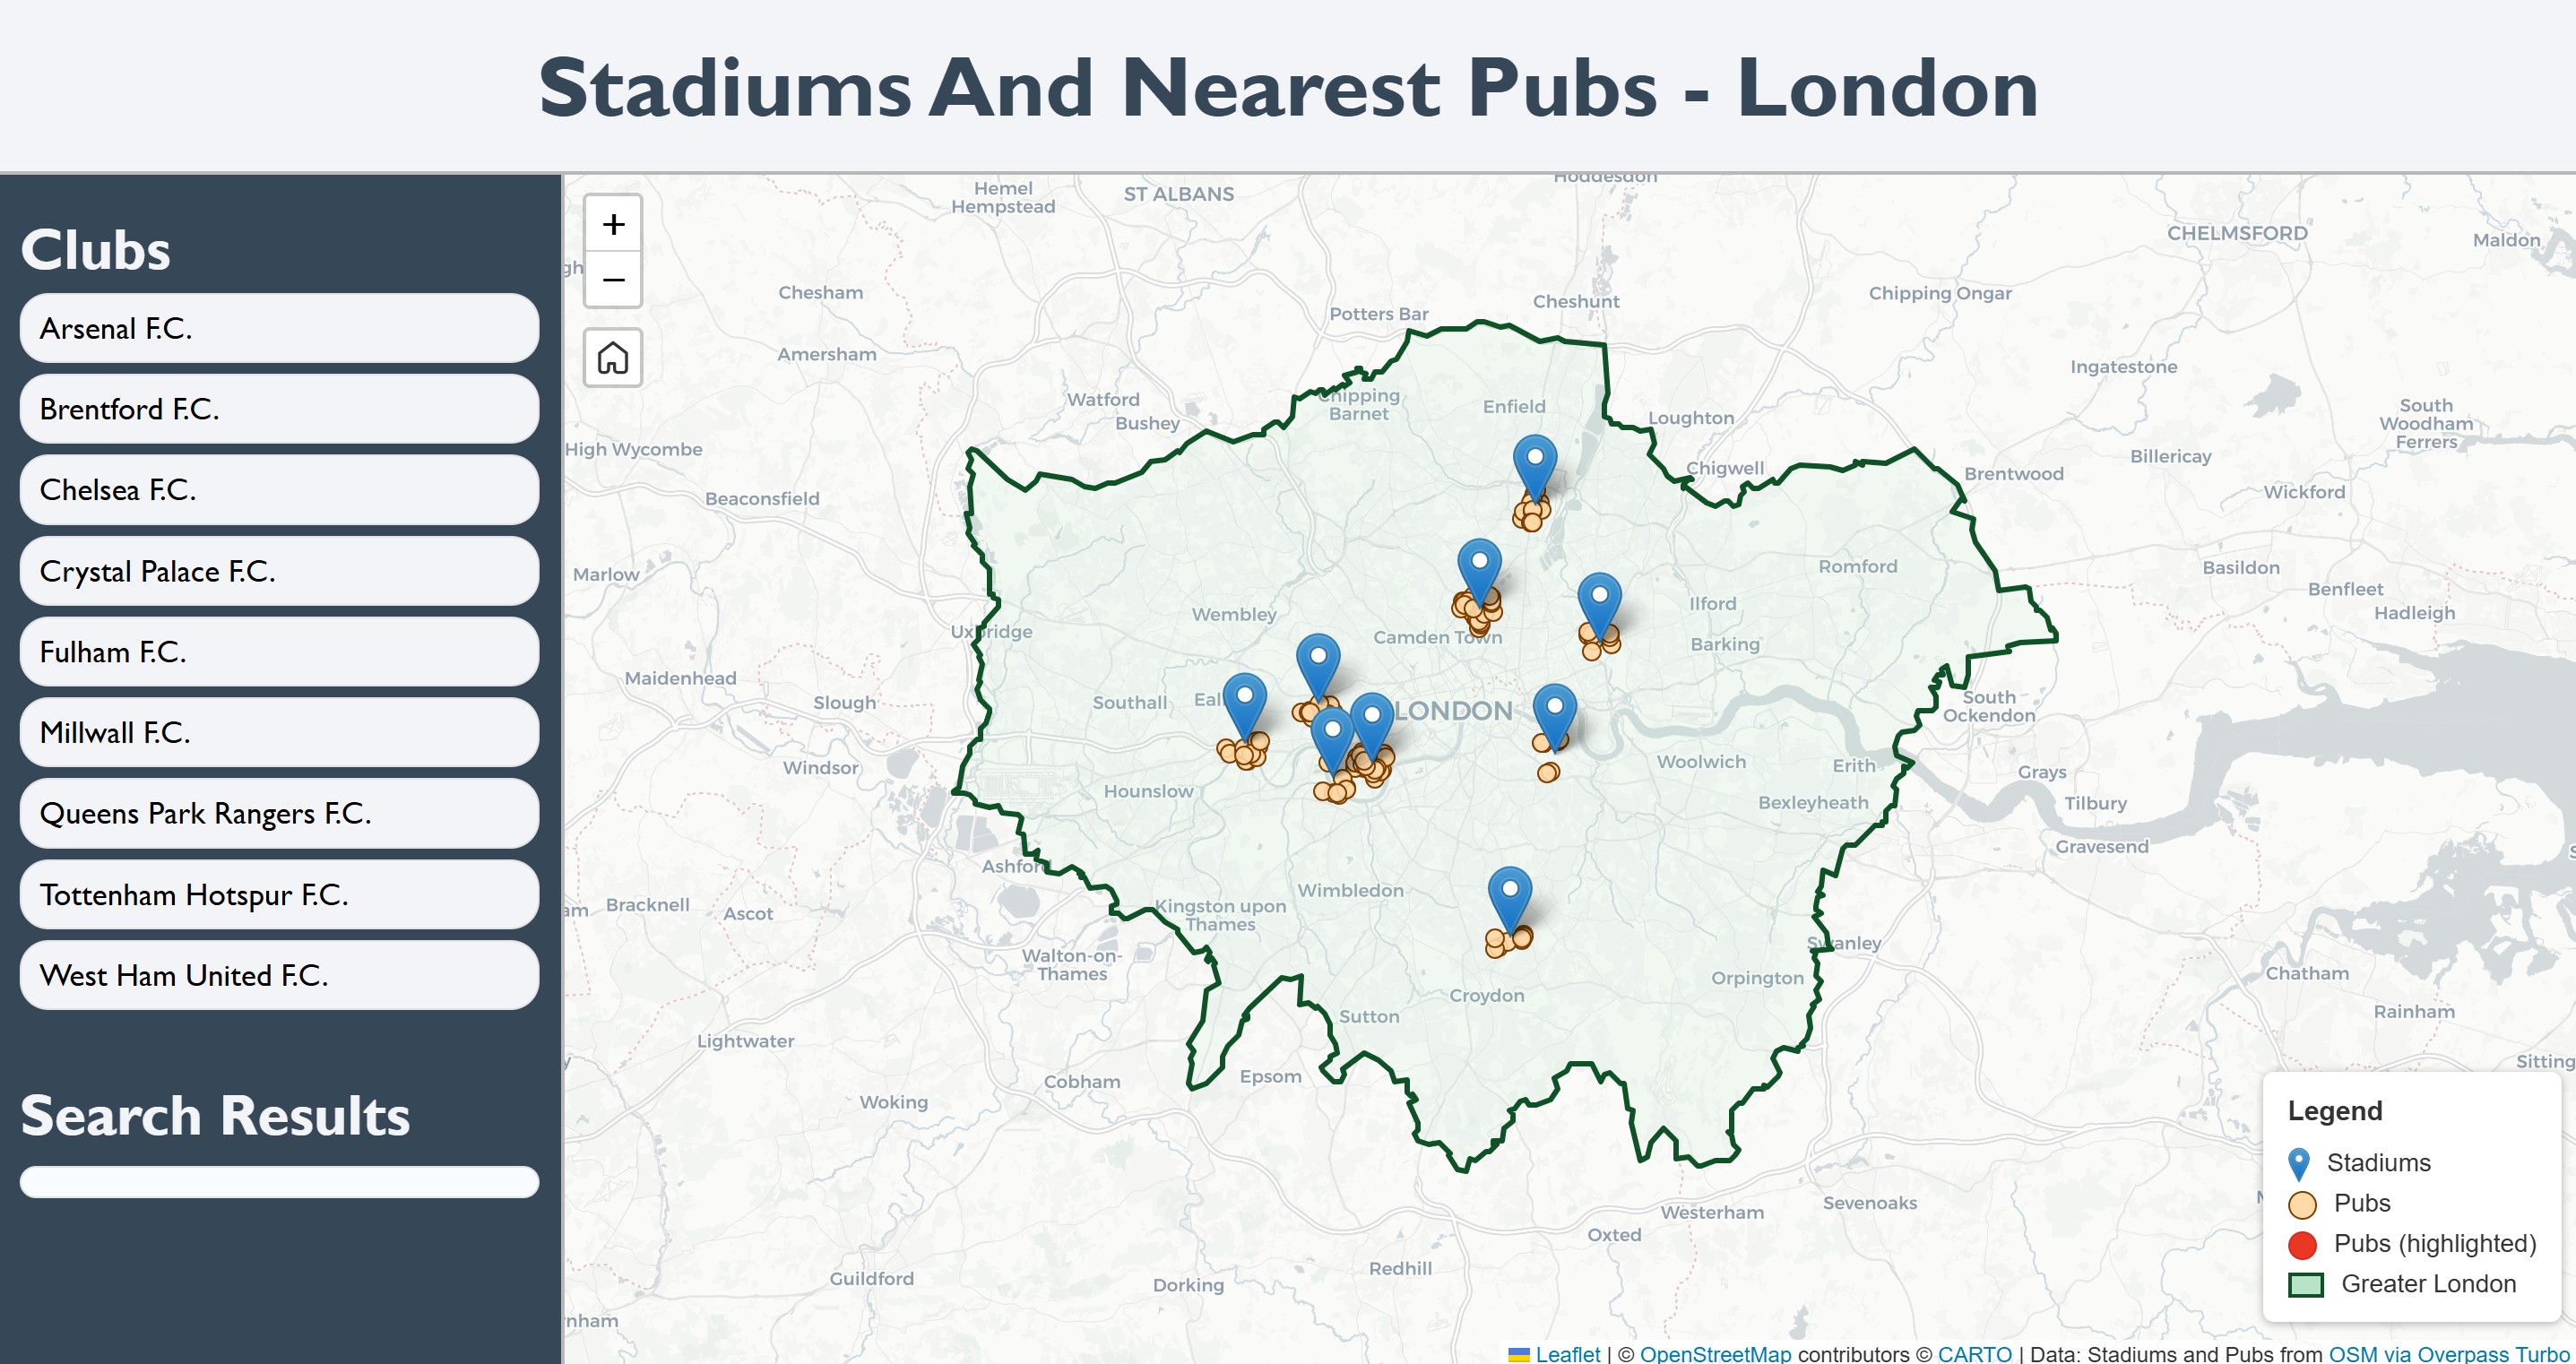 Stadiums And Nearest Pubs - London
Clubs
Arsenal F.C.
Brentford F.C.
Chelsea F.C.
Crystal Palace F.C.
Fulham F.C.
Millwall F.C.
Queens Park Rangers F.C.
Tottenham Hotspur F.C.
West Ham United F.C.
Search Results
+
−
Hoddesdon
Hemel
Hempstead
ST ALBANS
CHELMSFORD
Maldon
Chesham
Potters Bar
Cheshunt
Chipping Ongar
Amersham
Ingatestone
Watford
Bushey
Chipping
Barnet
Enfield
Loughton
South
Woodham
Ferrers
High Wycombe
Beaconsfield
Chigwell
Brentwood
Billericay
Wickford
Marlow
Romford
Basildon
Benfleet
Hadleigh
Wembley
Ilford
Uxbridge
Camden Town
Barking
Maidenhead
Slough
Southall
Eal
LONDON
South
Ockendon
Windsor
Hounslow
Woolwich
Erith
Grays
Bexleyheath
Tilbury
Gravesend
Ashford
Wimbledon
am
Bracknell
Ascot
Kingston upon
Thames
Swanley
Walton-on-
Thames
Orpington
Chatham
Croydon
Sutton
Rainham
Lightwater
Epsom
Cobham
Sitting
Woking
Westerham
Sevenoaks
Oxted
Redhill
Guildford
Dorking
nham
Legend
Stadiums
Pubs
Pubs (highlighted)
Greater London
Leaflet | © OpenStreetMap contributors © CARTO | Data: Stadiums and Pubs from OSM via Overpass Turbo